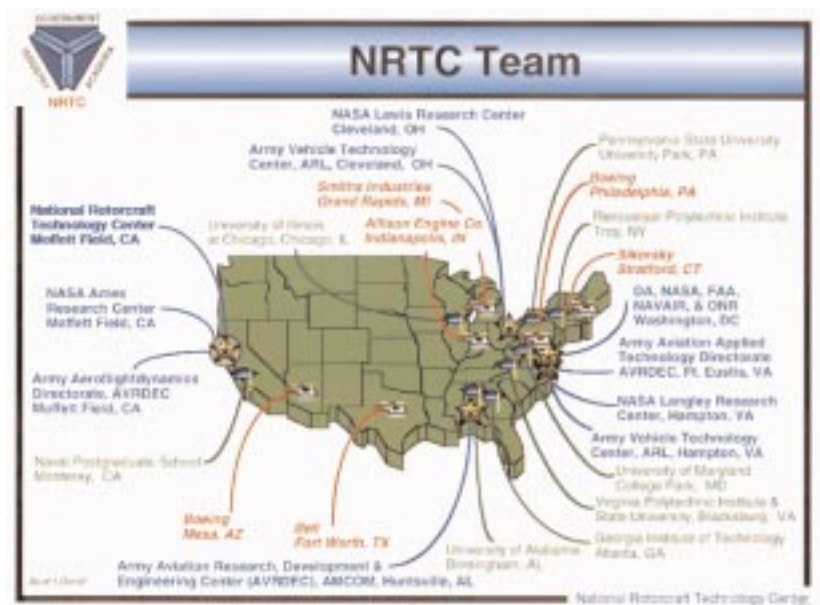 GOVERNMENT
INDUSTRY
ACADEMIA
NRTC
NRTC Team
NASA Lewis Research Center
Cleveland, OH
Army Vehicle Technology
Center, ARL, Cleveland, OH
Smiths Industries
Grand Rapids, MI
Allison Engine Co.
Indianapolis, IN
Pennsylvania State University
University Park, PA
Boeing
Philadelphia, PA
Rensselaer Polytechnic Institute
Troy, NY
Sikorsky
Stratford, CT
National Rotorcraft
Technology Center
Moffett Field, CA
University of Illinois
at Chicago, Chicago, IL
NASA Ames
Research Center
Moffett Field, CA
OA, NASA, FAA,
NAVAIR, & ONR
Washington, DC
Army Aviation Applied
Technology Directorate
AVRDEC, Ft. Eustis, VA
Army Aeroflightdynamics
Directorate, AVRDEC
Moffett Field, CA
NASA Langley Research
Center, Hampton, VA
Army Vehicle Technology
Center, ARL, Hampton, VA
Naval Postgraduate School
Monterey, CA
University of Maryland
College Park, MD
Virginia Polytechnic Institute &
State University, Blacksburg, VA
Georgia Institute of Technology
Atlanta, GA
Boeing
Mesa, AZ
Bell
Fort Worth, TX
University of Alabama
Birmingham, AL
Army Aviation Research, Development &
Engineering Center (AVRDEC), AMCOM, Huntsville, AL
National Rotorcraft Technology Center